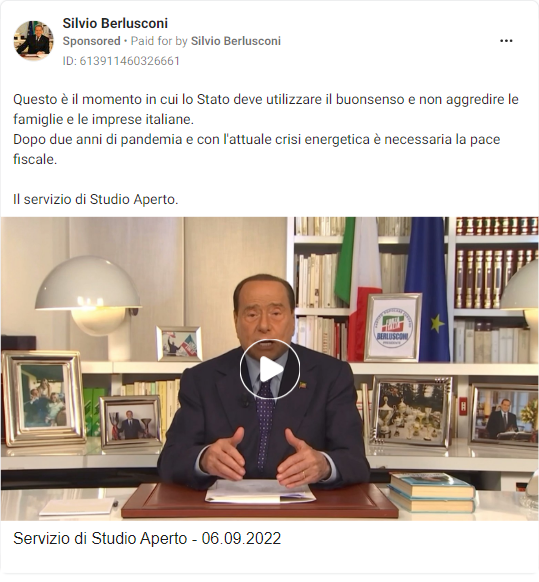 Silvio Berlusconi
Sponsored • Paid for by Silvio Berlusconi
ID: 613911460326661
Questo è il momento in cui lo Stato deve utilizzare il buonsenso e non aggredire le
famiglie e le imprese italiane.
Dopo due anni di pandemia e con l'attuale crisi energetica è necessaria la pace
fiscale.
Il servizio di Studio Aperto.
BERLUSCONI
Servizio di Studio Aperto - 06.09.2022